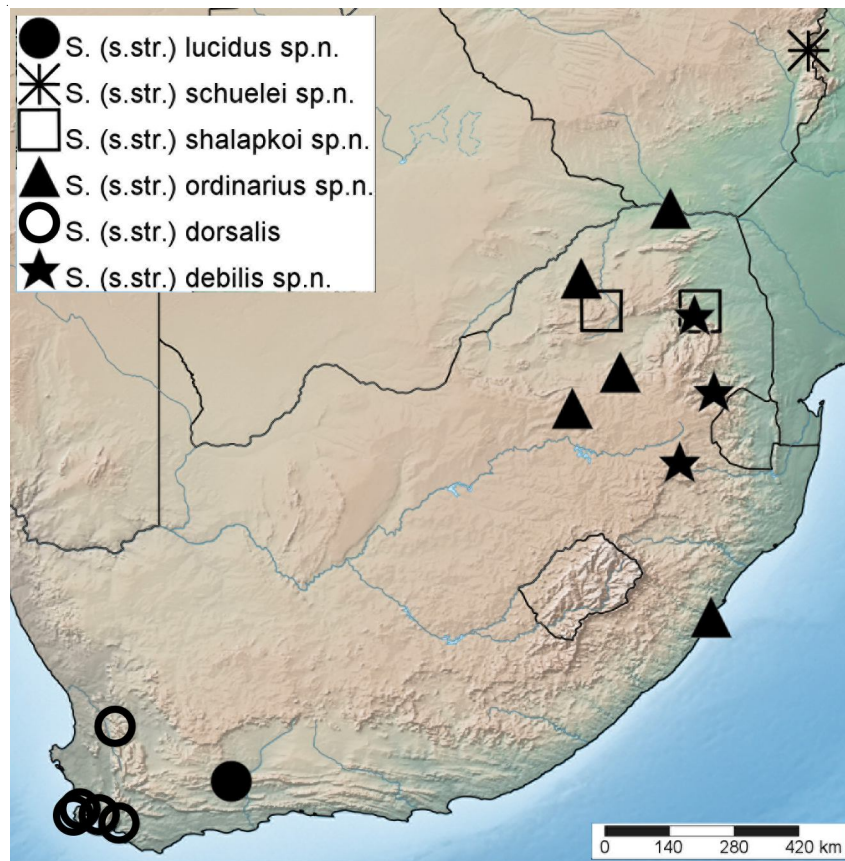 S. (s.str.) lucidus sp.n.
S. (s.str.) schuelei sp.n.
S. (s.str.) shalapkoi sp.n.
S. (s.str.) ordinarius sp.n.
S. (s.str.) dorsalis
S. (s.str.) debilis sp.n.
0 140 280 420 km